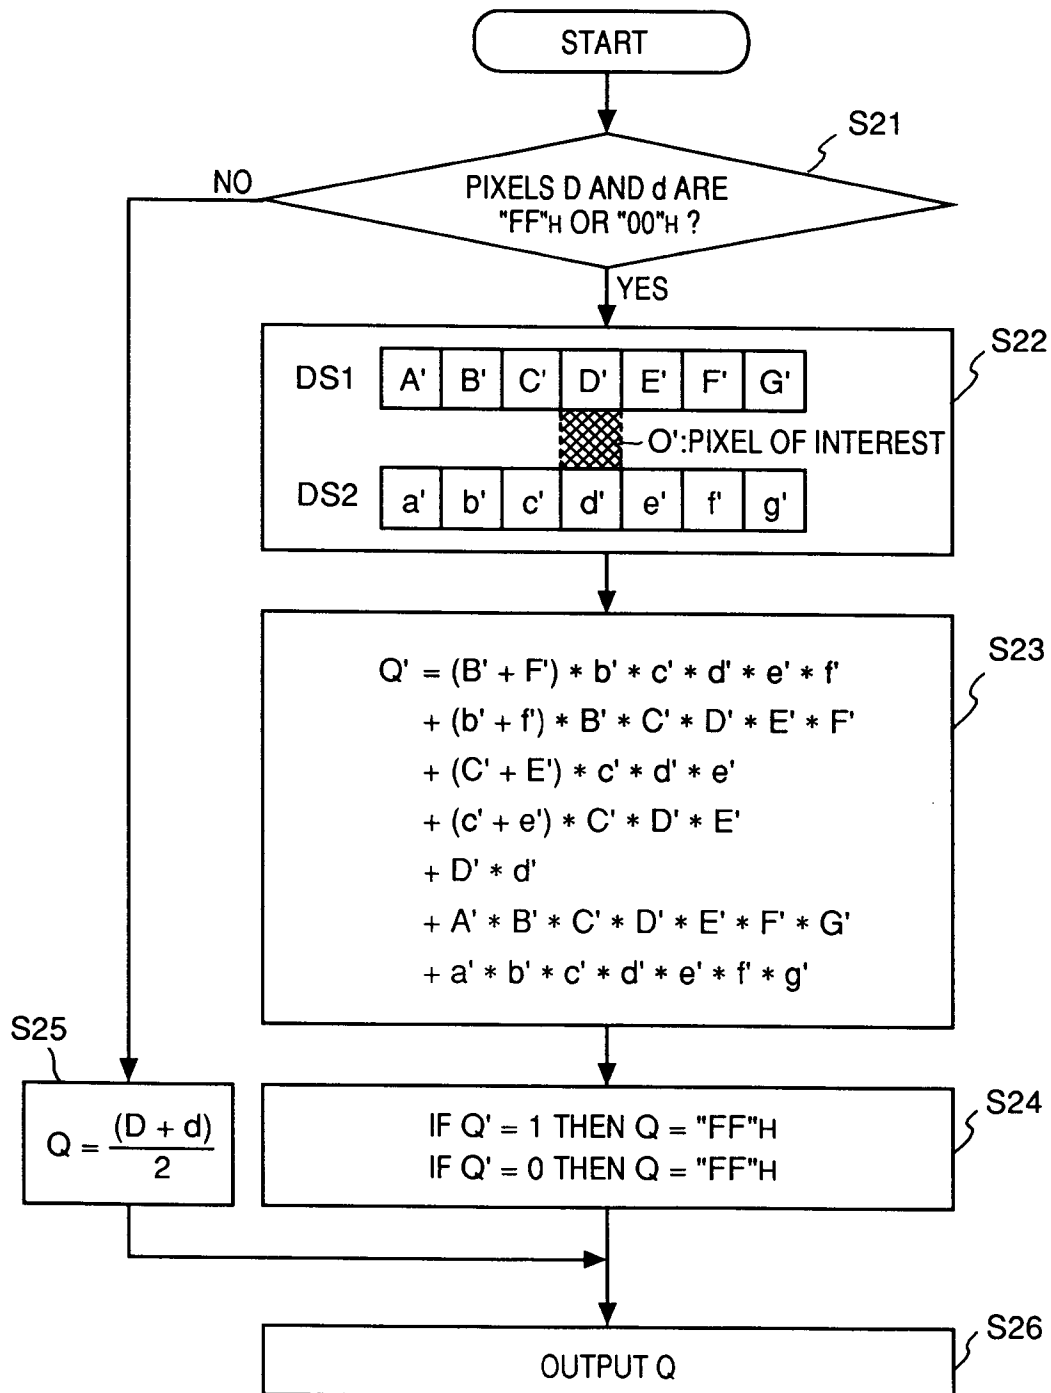 START
S21
PIXELS D AND d ARE
"FF"H OR "00"H ?
NO
YES
S22
DS1 A' B' C' D' E' F' G'
O':PIXEL OF INTEREST
DS2 a' b' c' d' e' f' g'
S23
Q' = (B' + F') * b' * c' * d' * e' * f'
+ (b' + f') * B' * C' * D' * E' * F'
+ (C' + E') * c' * d' * e'
+ (c' + e') * C' * D' * E'
+ D' * d'
+ A' * B' * C' * D' * E' * F' * G'
+ a' * b' * c' * d' * e' * f' * g'
S25
Q = (D + d)
2
S24
IF Q' = 1 THEN Q = "FF"H
IF Q' = 0 THEN Q = "FF"H
S26
OUTPUT Q